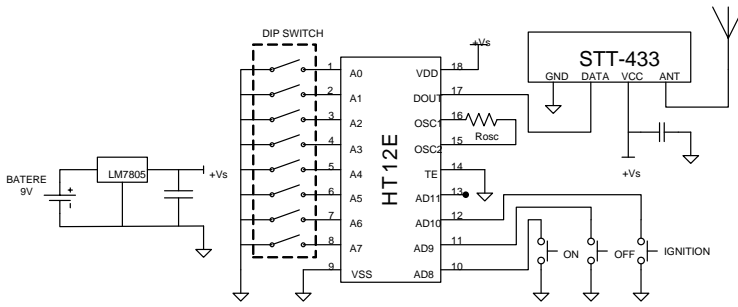 DIP SWITCH
+Vs
STT-433
GND DATA VCC ANT
1 A0 VDD 18
2 A1 DOUT 17
3 A2 OSC1 16
Rosc
4 A3 OSC2 15
5 A4 TE 14
6 A5 AD11 13
7 A6 AD10 12
8 A7 AD9 11
9 VSS AD8 10
HT12E
+Vs
BATERE
9V
+
-
LM7805
+Vs
ON
OFF
IGNITION